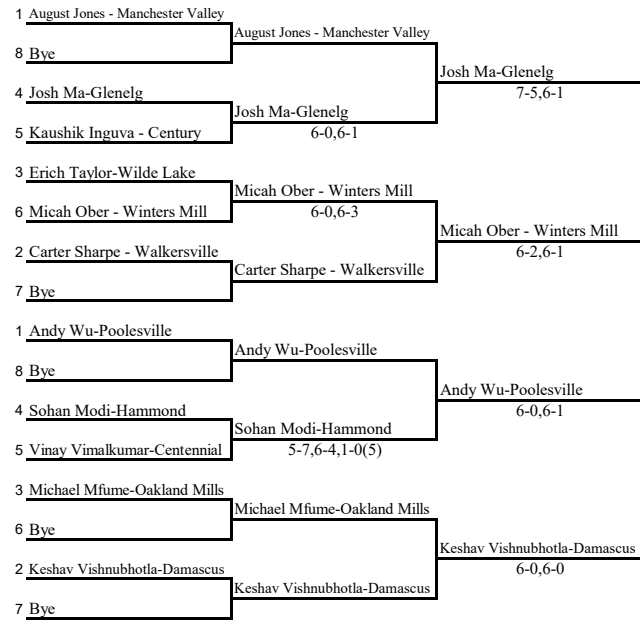 1 August Jones - Manchester Valley
August Jones - Manchester Valley
8 Bye
Josh Ma-Glenelg
7-5,6-1
4 Josh Ma-Glenelg
Josh Ma-Glenelg
6-0,6-1
5 Kaushik Inguva - Century
3 Erich Taylor-Wilde Lake
Micah Ober - Winters Mill
6-0,6-3
6 Micah Ober - Winters Mill
Micah Ober - Winters Mill
6-2,6-1
2 Carter Sharpe - Walkersville
Carter Sharpe - Walkersville
7 Bye
1 Andy Wu-Poolesville
Andy Wu-Poolesville
8 Bye
Andy Wu-Poolesville
6-0,6-1
4 Sohan Modi-Hammond
Sohan Modi-Hammond
5-7,6-4,1-0(5)
5 Vinay Vimalkumar-Centennial
3 Michael Mfume-Oakland Mills
Michael Mfume-Oakland Mills
6 Bye
Keshav Vishnubhotla-Damascus
6-0,6-0
2 Keshav Vishnubhotla-Damascus
Keshav Vishnubhotla-Damascus
7 Bye